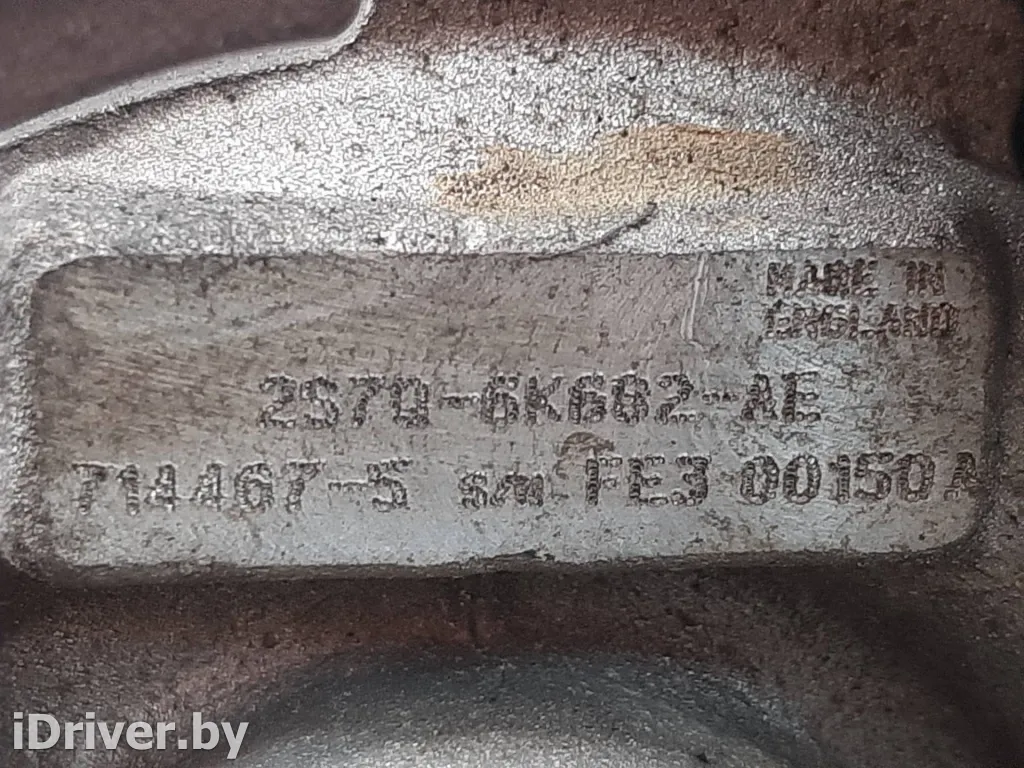 MADE IN
ENGLAND
2S7Q-6K682-AE
714467-5 s/n FE3 00150 A
iDriver.by